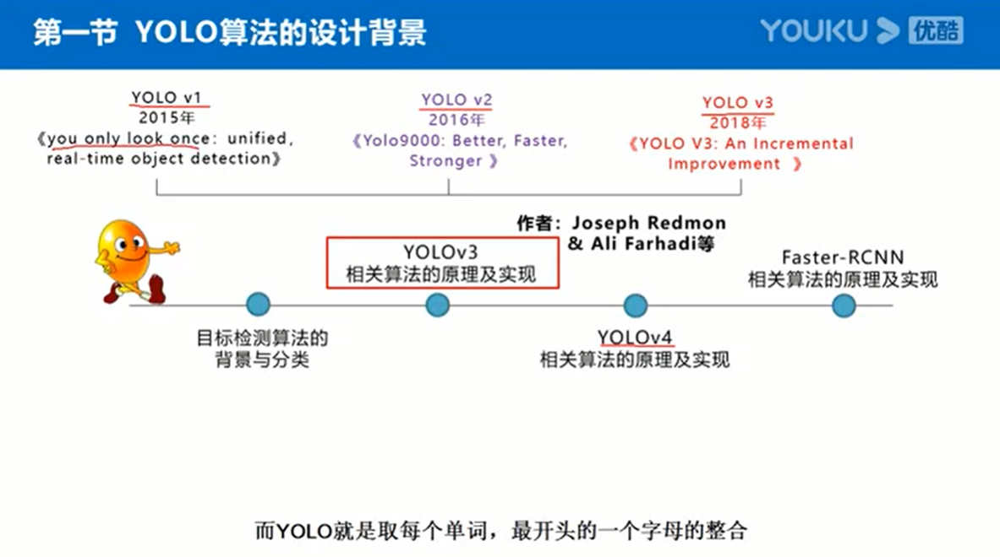 第一节 YOLO算法的设计背景
YOUKU 优酷
YOLO v1
2015年
《you only look once：unified,
real-time object detection》
YOLO v2
2016年
《Yolo9000: Better, Faster,
Stronger 》
YOLO v3
2018年
《YOLO V3: An Incremental
Improvement 》
作者：Joseph Redmon
& Ali Farhadi等
YOLOv3
相关算法的原理及实现
Faster-RCNN
相关算法的原理及实现
目标检测算法的
背景与分类
YOLOv4
相关算法的原理及实现
而YOLO就是取每个单词，最开头的一个字母的整合